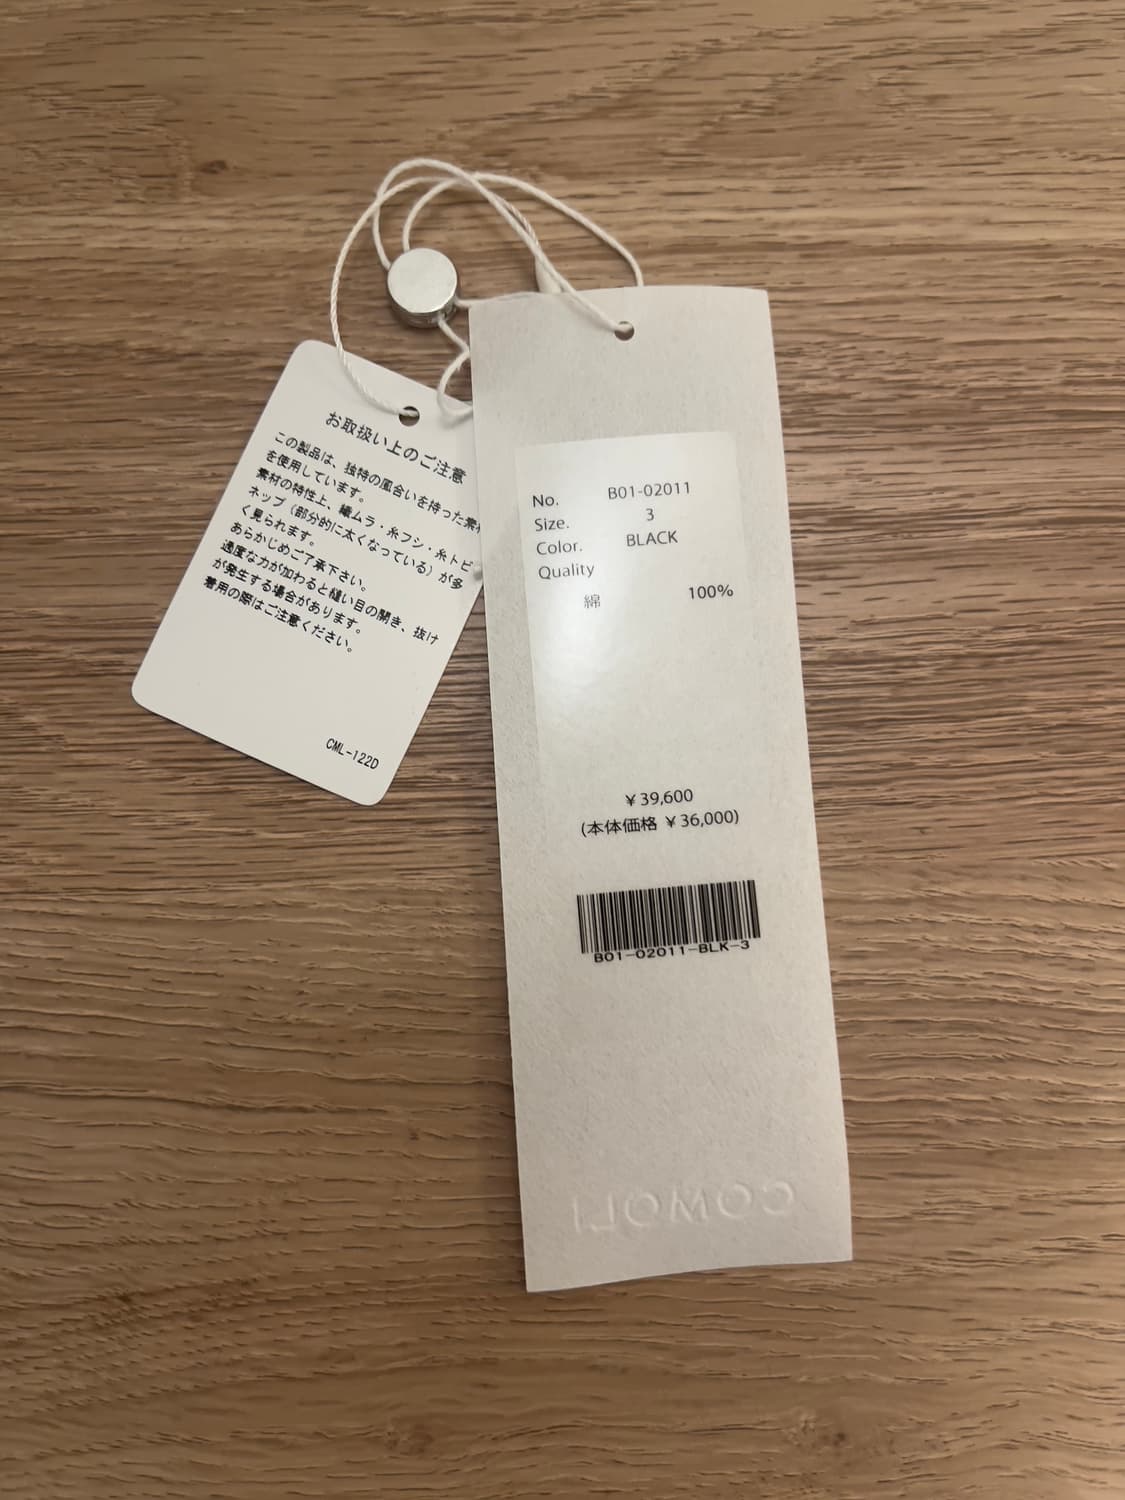 お取扱い上のご注意
この製品は、独特の風合いを持った素材
を使用しています。
素材の特性上、織ムラ・糸フシ・糸トビ
ネップ（部分的に太くなっている）が多
く見られます。
あらかじめご了承下さい。
過度な力が加わると縫い目の開き、抜け
が発生する場合があります。
着用の際はご注意ください。
CML-122D
No. B01-02011
Size. 3
Color. BLACK
Quality
綿 100%
￥39,600
(本体価格 ￥36,000)
B01-02011-BLK-3
COMOLI